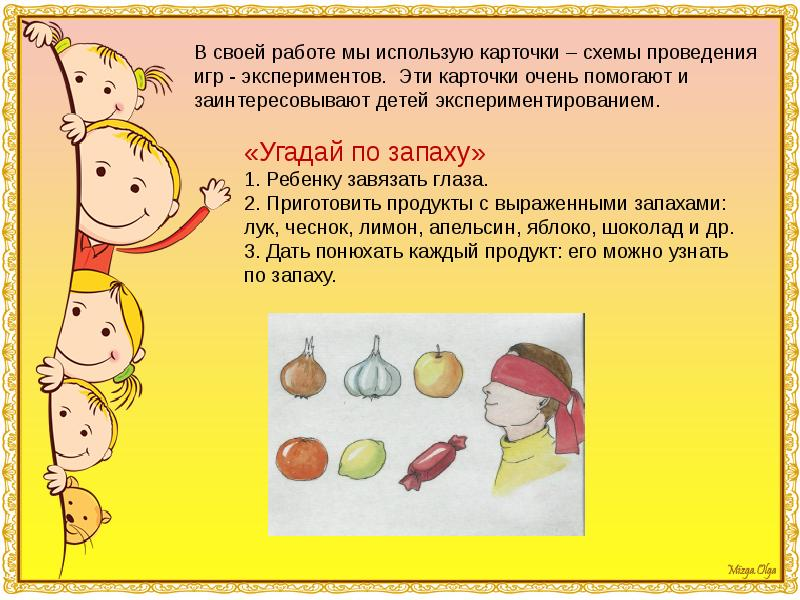 В своей работе мы использую карточки – схемы проведения
игр - экспериментов.  Эти карточки очень помогают и
заинтересовывают детей экспериментированием.
«Угадай по запаху»
1. Ребенку завязать глаза.
2. Приготовить продукты с выраженными запахами:
лук, чеснок, лимон, апельсин, яблоко, шоколад и др.
3. Дать понюхать каждый продукт: его можно узнать
по запаху.
Mizga.Olga